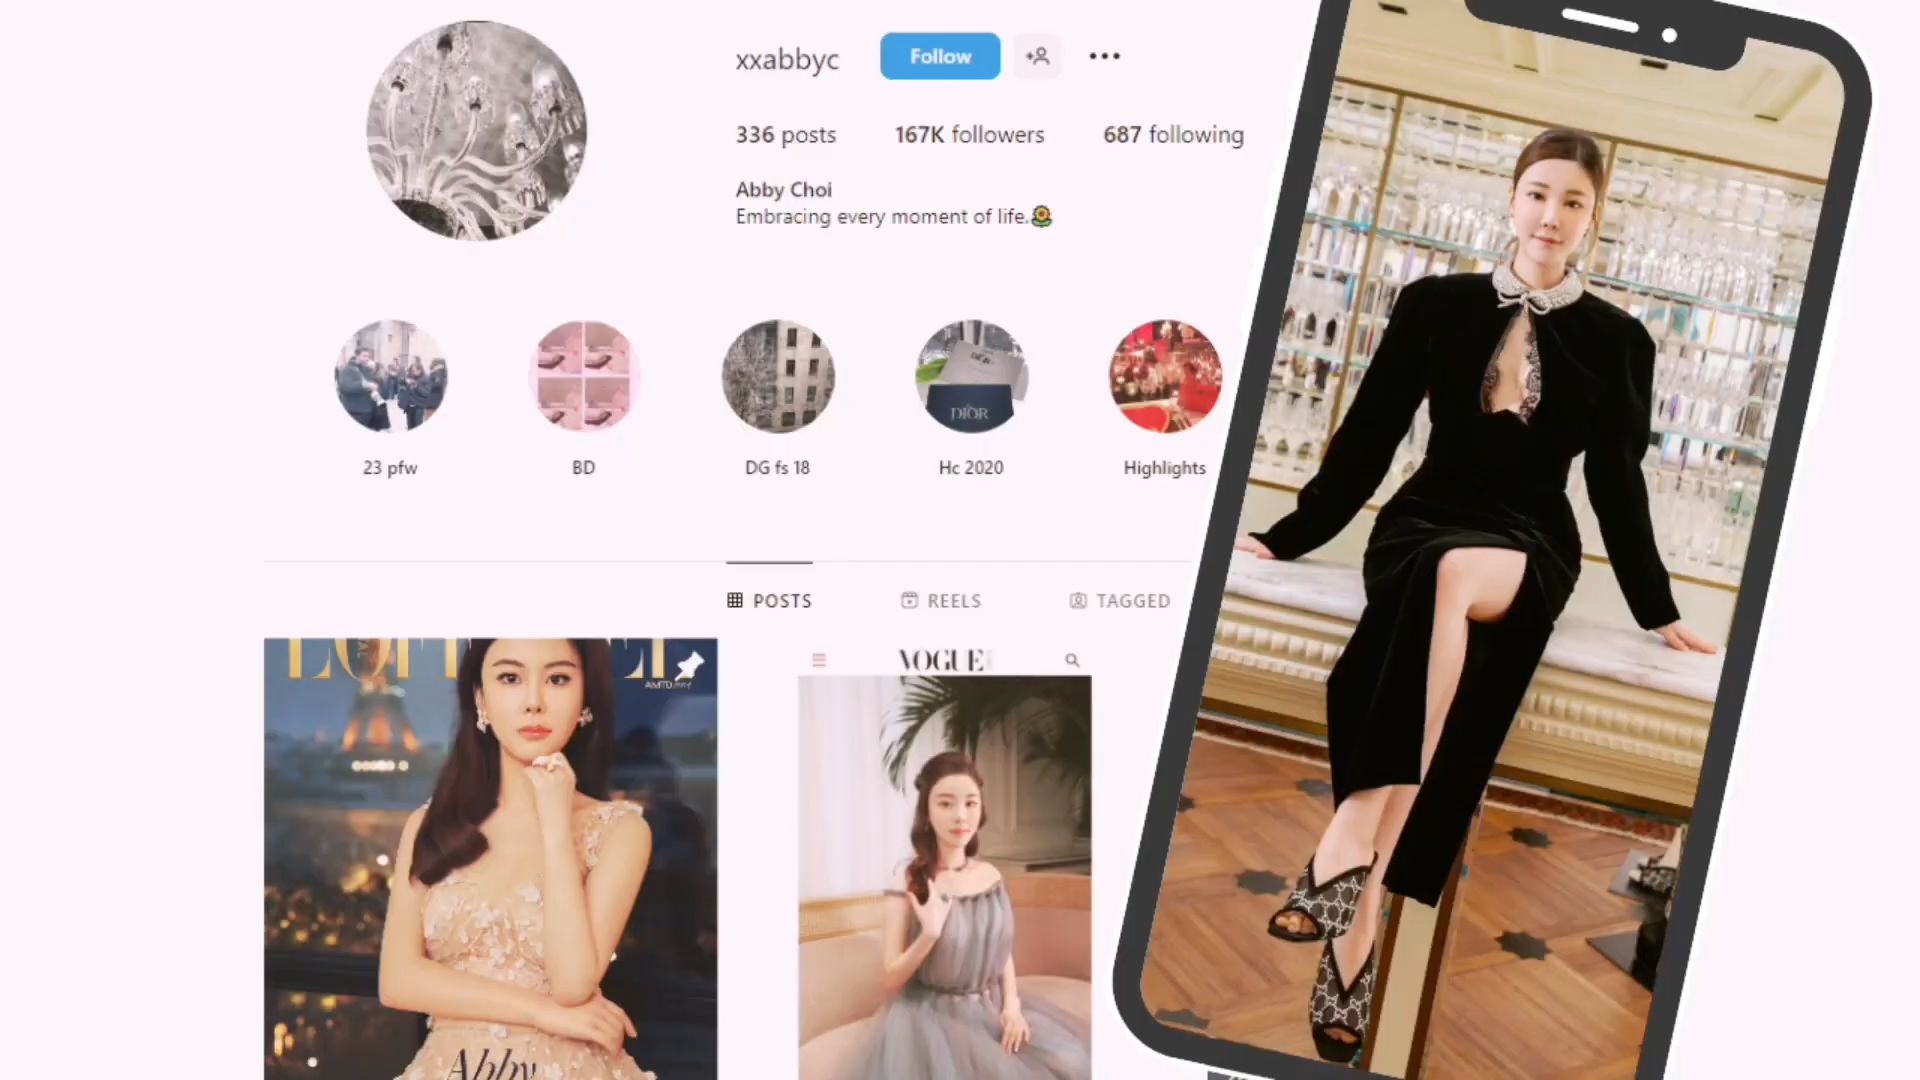 xxabbyc
Follow
336 posts 167K followers 687 following
Abby Choi
Embracing every moment of life.🌻
DIOR
23 pfw BD DG fs 18 Hc 2020 Highlights
POSTS REELS TAGGED
VOGUE
Abby